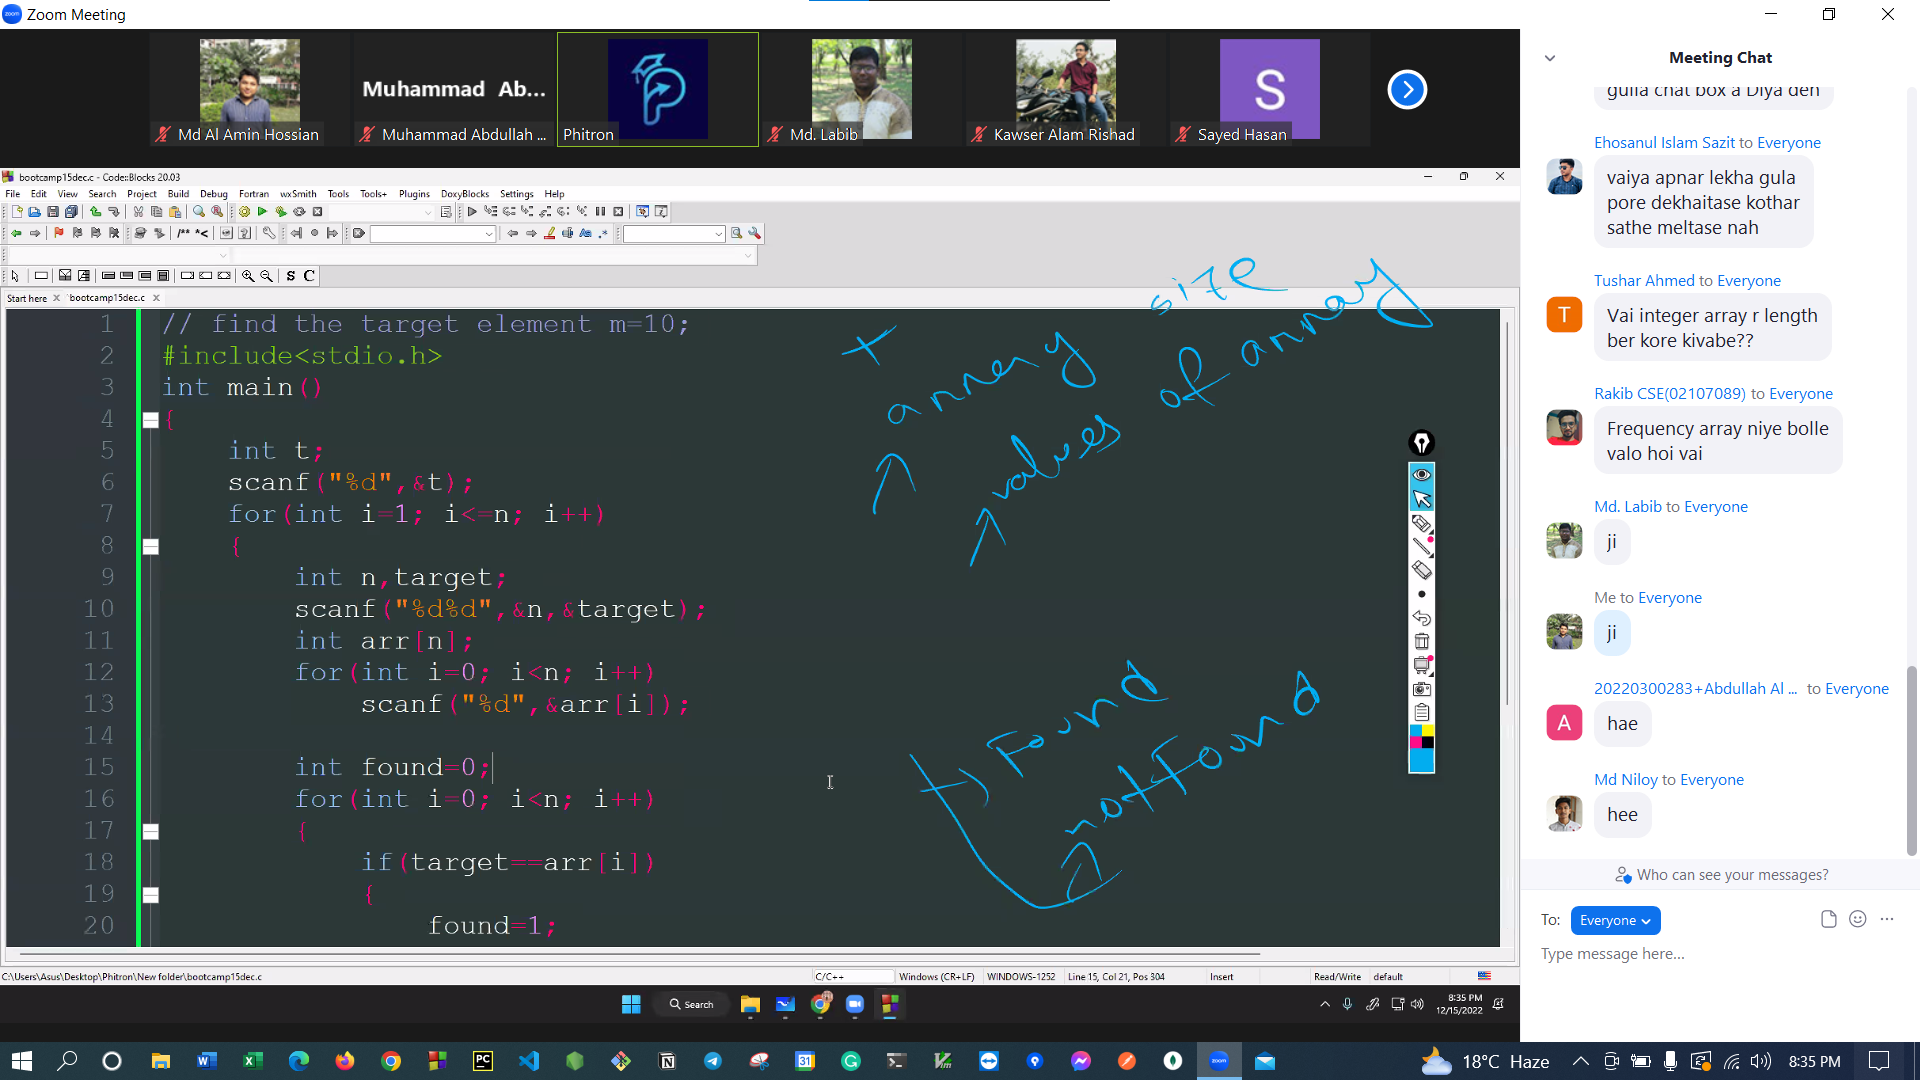 Zoom Meeting
Md Al Amin Hossian
Muhammad Ab...
Muhammad Abdullah ...
Phitron
Md. Labib
Kawser Alam Rishad
S
Sayed Hasan
bootcamp15dec.c - Code::Blocks 20.03
File Edit View Search Project Build Debug Fortran wxSmith Tools Tools+ Plugins DoxyBlocks Settings Help
S C
Start here bootcamp15dec.c
1 // find the target element m=10;
2 #include<stdio.h>
3 int main()
4 {
5 int t;
6 scanf("%d",&t);
7 for(int i=1; i<=n; i++)
8 {
9 int n,target;
10 scanf("%d%d",&n,&target);
11 int arr[n];
12 for(int i=0; i<n; i++)
13 scanf("%d",&arr[i]);
14
15 int found=0;
16 for(int i=0; i<n; i++)
17 {
18 if(target==arr[i])
19 {
20 found=1;
size
array
values of array
Found
not Found
C:\Users\Asus\Desktop\Phitron\New folder\bootcamp15dec.c
C/C++
Windows (CR+LF)
WINDOWS-1252
Line 15, Col 21, Pos 304
Insert
Read/Write
default
Search
8:35 PM
12/15/2022
Meeting Chat
gulla chat box a Diya den
Ehosanul Islam Sazit to Everyone
vaiya apnar lekha gula
pore dekhaitase kothar
sathe meltase nah
Tushar Ahmed to Everyone
T
Vai integer array r length
ber kore kivabe??
Rakib CSE(02107089) to Everyone
Frequency array niye bolle
valo hoi vai
Md. Labib to Everyone
ji
Me to Everyone
ji
20220300283+Abdullah Al ... to Everyone
A
hae
Md Niloy to Everyone
hee
Who can see your messages?
To: Everyone
Type message here...
18°C Haze
8:35 PM